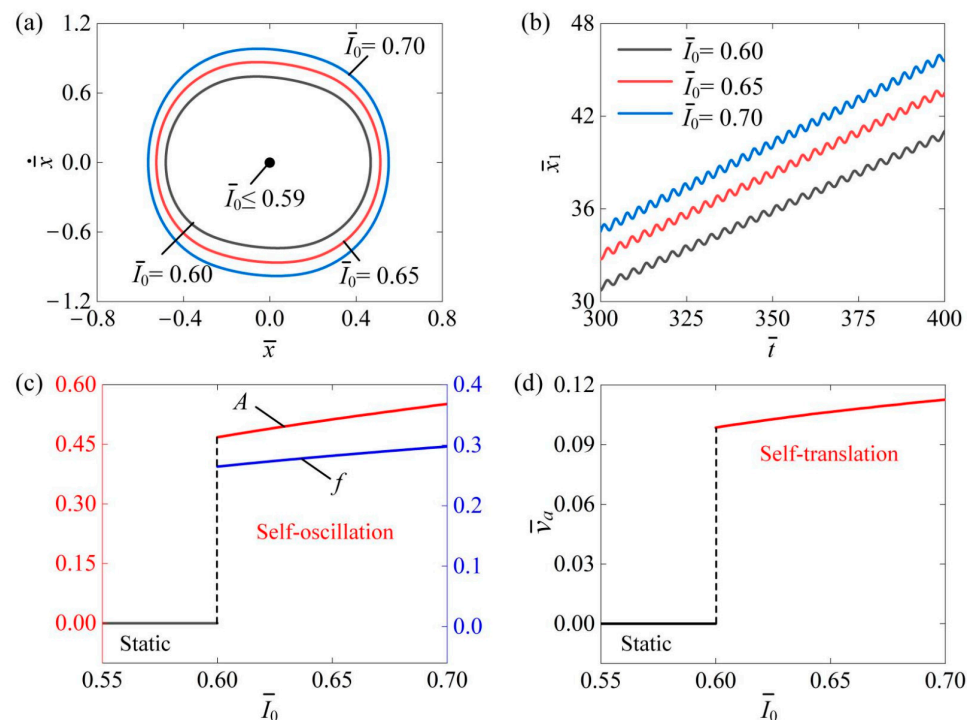 (a)
1.2
0.6
0.0
−0.6
−1.2
−0.8
−0.4
0.0
0.4
0.8
ẋ̄
x̄
Ī₀= 0.70
Ī₀≤ 0.59
Ī₀= 0.60
Ī₀= 0.65
(b)
48
42
36
30
300
325
350
375
400
x̄₁
t̄
Ī₀= 0.60
Ī₀= 0.65
Ī₀= 0.70
(c)
0.60
0.45
0.30
0.15
0.00
0.4
0.3
0.2
0.1
0.0
A
f
Self-oscillation
Static
0.55
0.60
0.65
0.70
Ī₀
(d)
0.12
0.09
0.06
0.03
0.00
v̄ₐ
Self-translation
Static
0.55
0.60
0.65
0.70
Ī₀